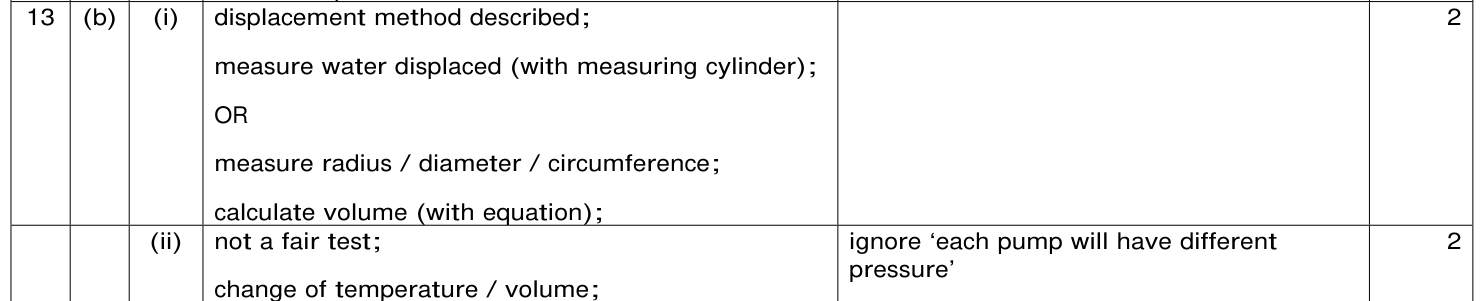 13 (b) (i) displacement method described; 2
measure water displaced (with measuring cylinder);
OR
measure radius / diameter / circumference;
calculate volume (with equation);
(ii) not a fair test; ignore ‘each pump will have different 2
pressure’
change of temperature / volume;